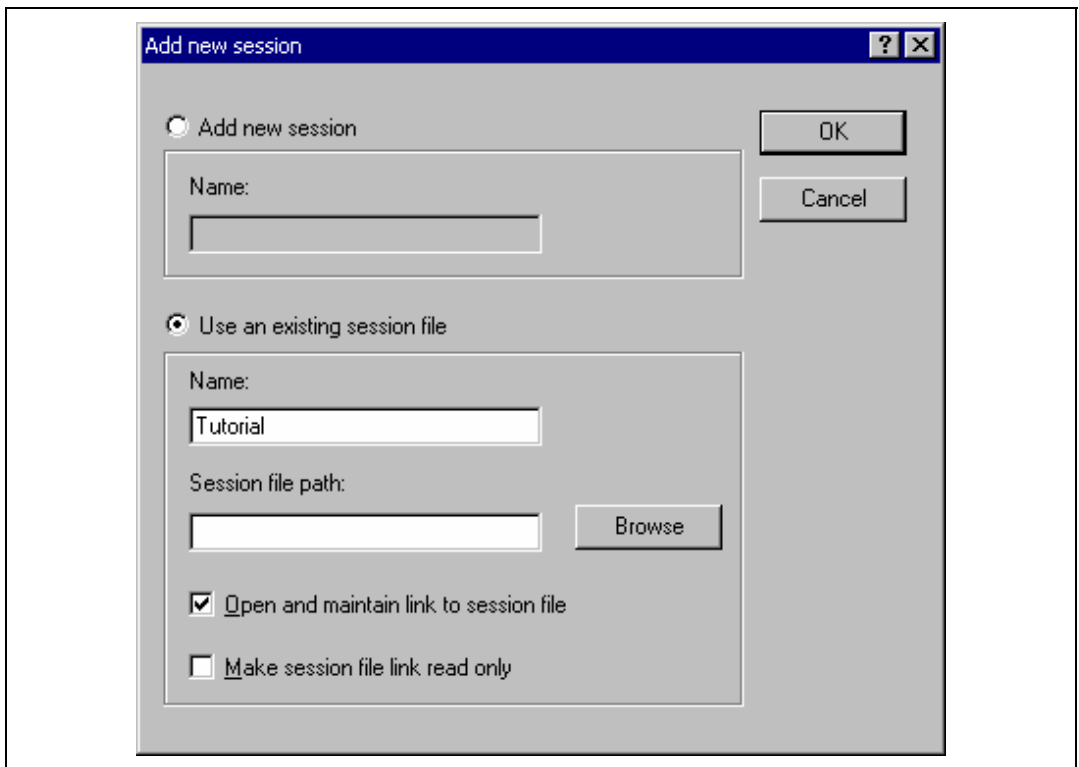 Add new session
Add new session
OK
Name:
Cancel
Use an existing session file
Name:
Tutorial
Session file path:
Browse
Open and maintain link to session file
Make session file link read only